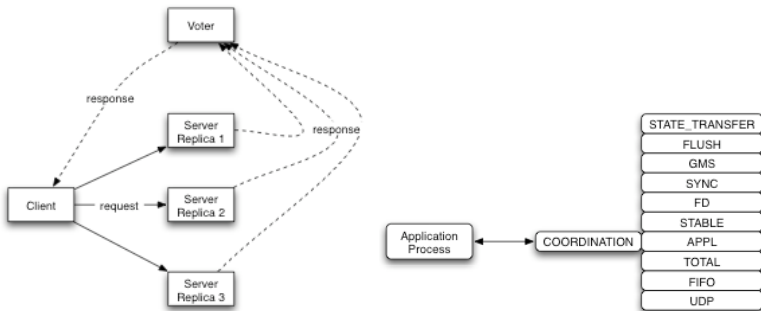 Voter
response
Server
Replica 1
response
Client
request
Server
Replica 2
Server
Replica 3
Application
Process
COORDINATION
STATE_TRANSFER
FLUSH
GMS
SYNC
FD
STABLE
APPL
TOTAL
FIFO
UDP